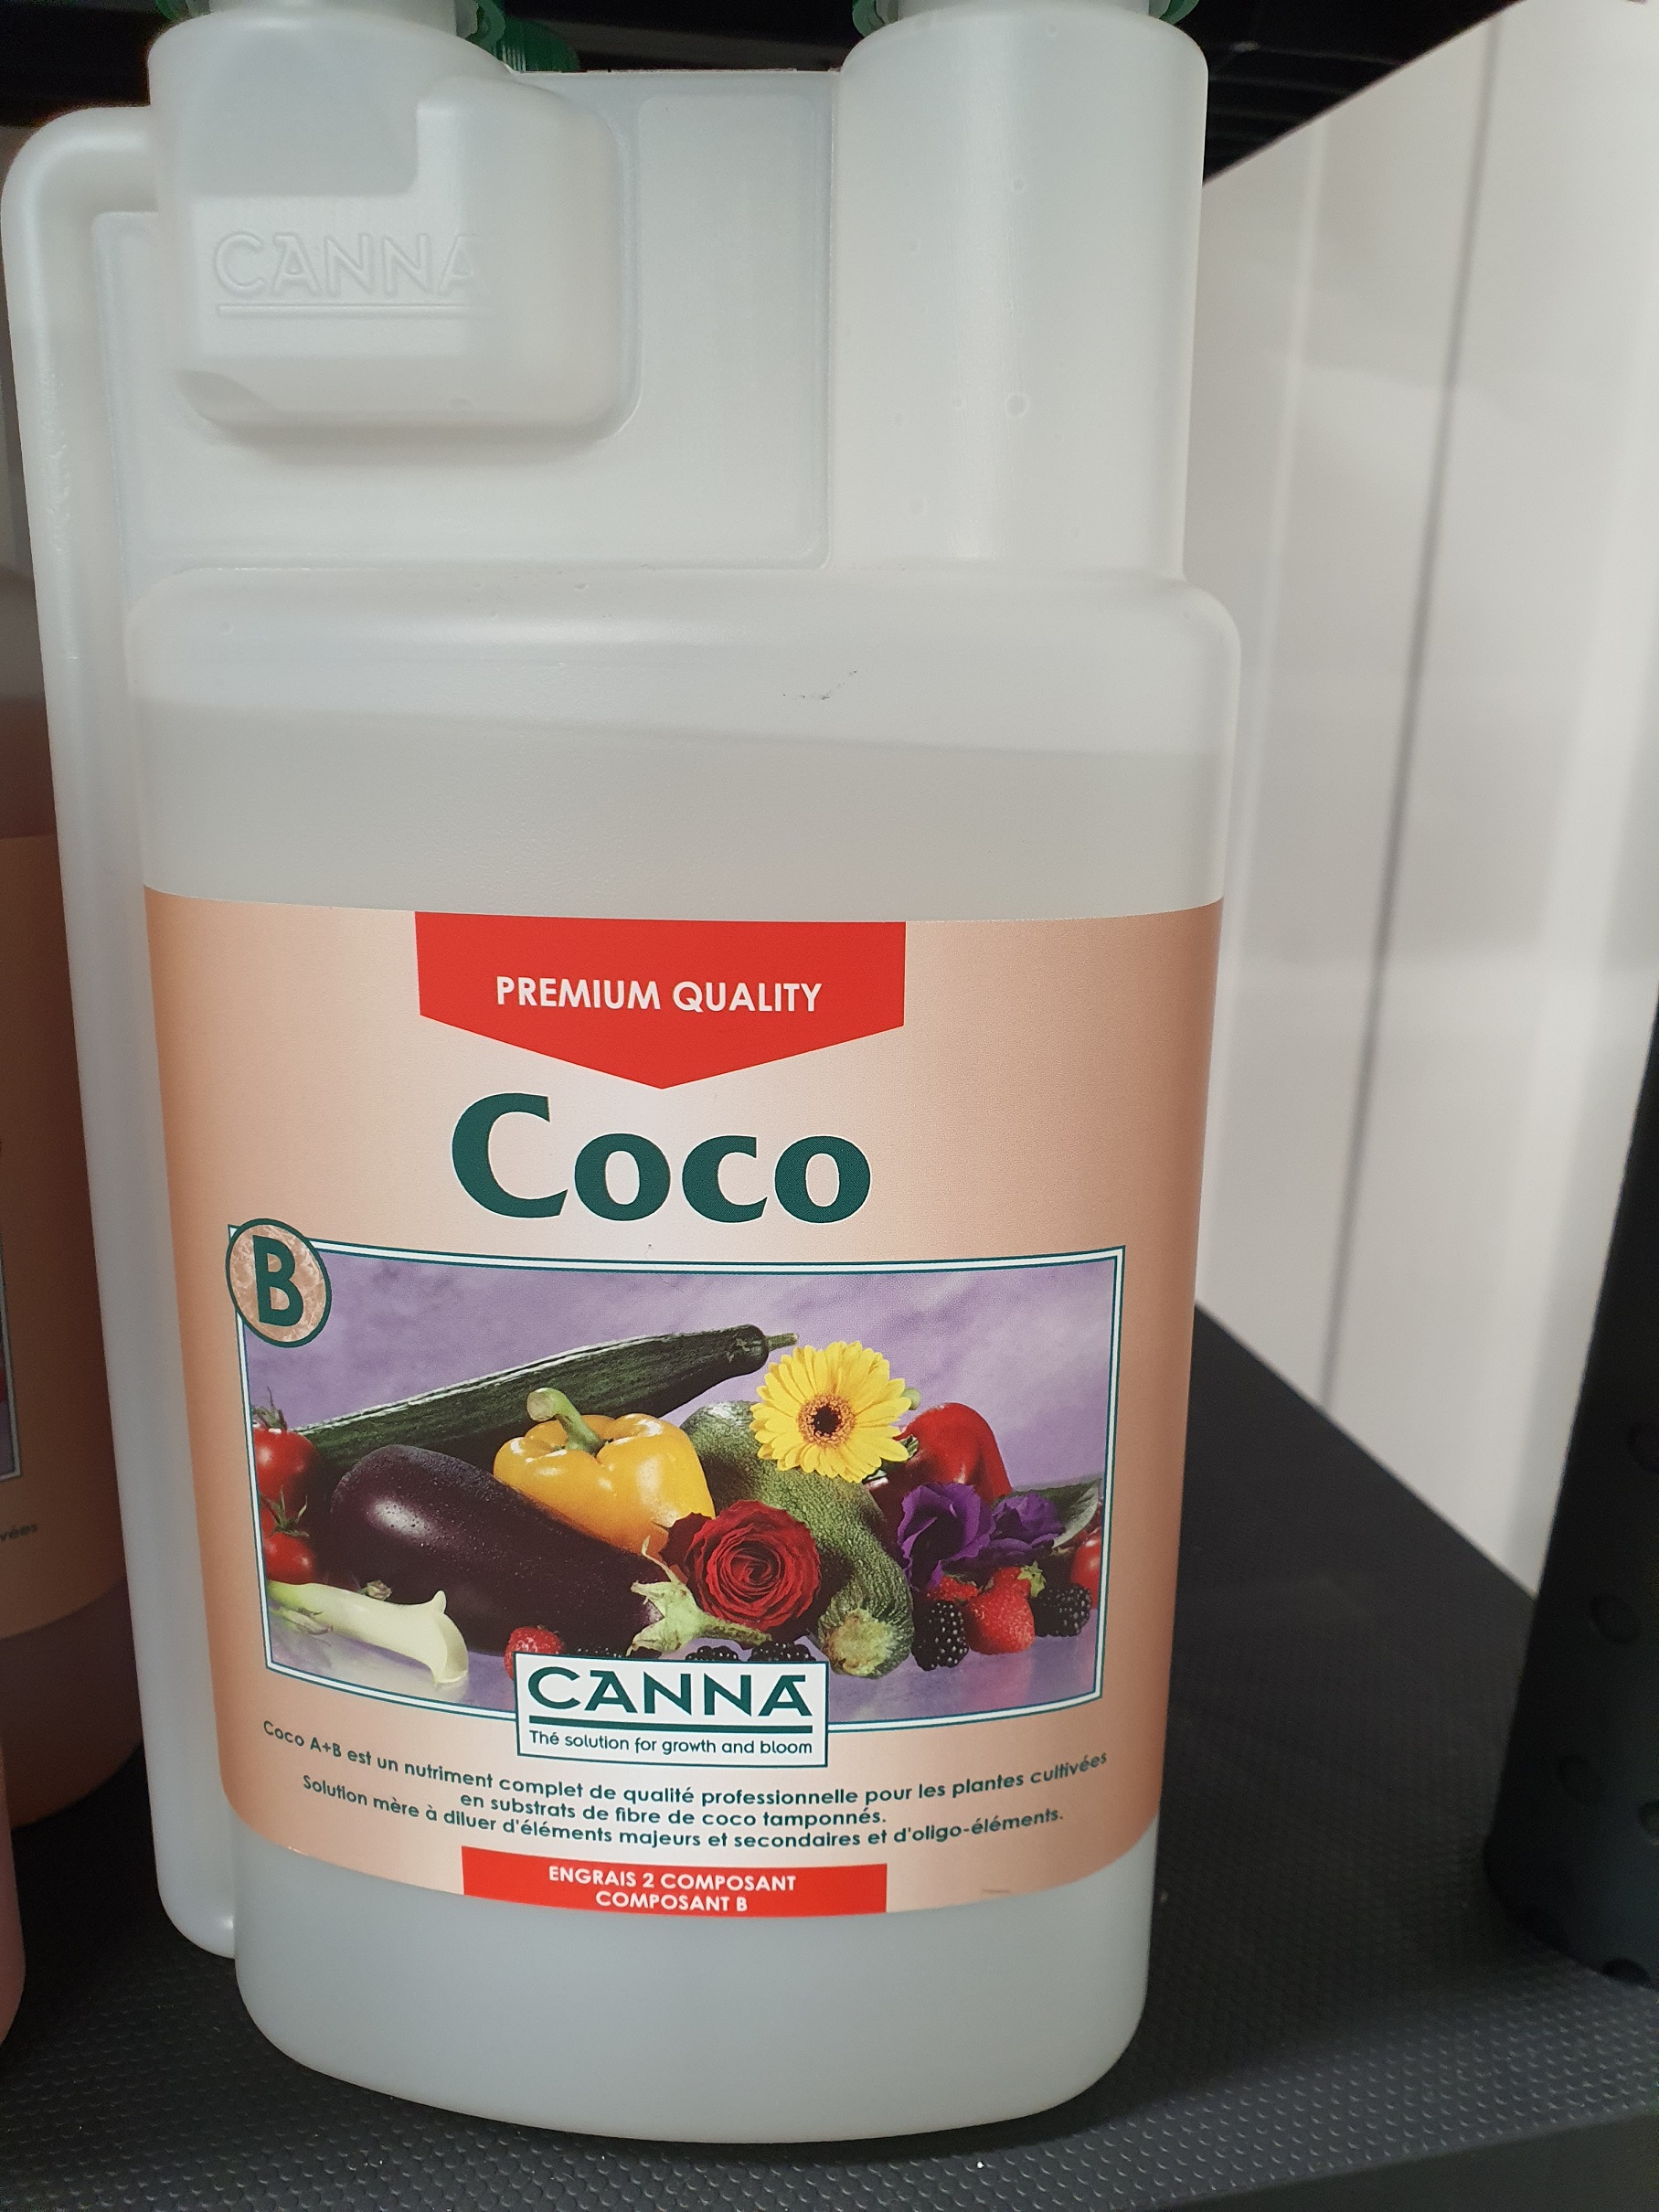 CANNA
PREMIUM QUALITY
Coco
B
CANNA
Thé solution for growth and bloom
Coco A+B est un nutriment complet de qualité professionnelle pour les plantes cultivées
en substrats de fibre de coco tamponnés.
Solution mère à diluer d'éléments majeurs et secondaires et d'oligo-éléments.
ENGRAIS 2 COMPOSANT
COMPOSANT B